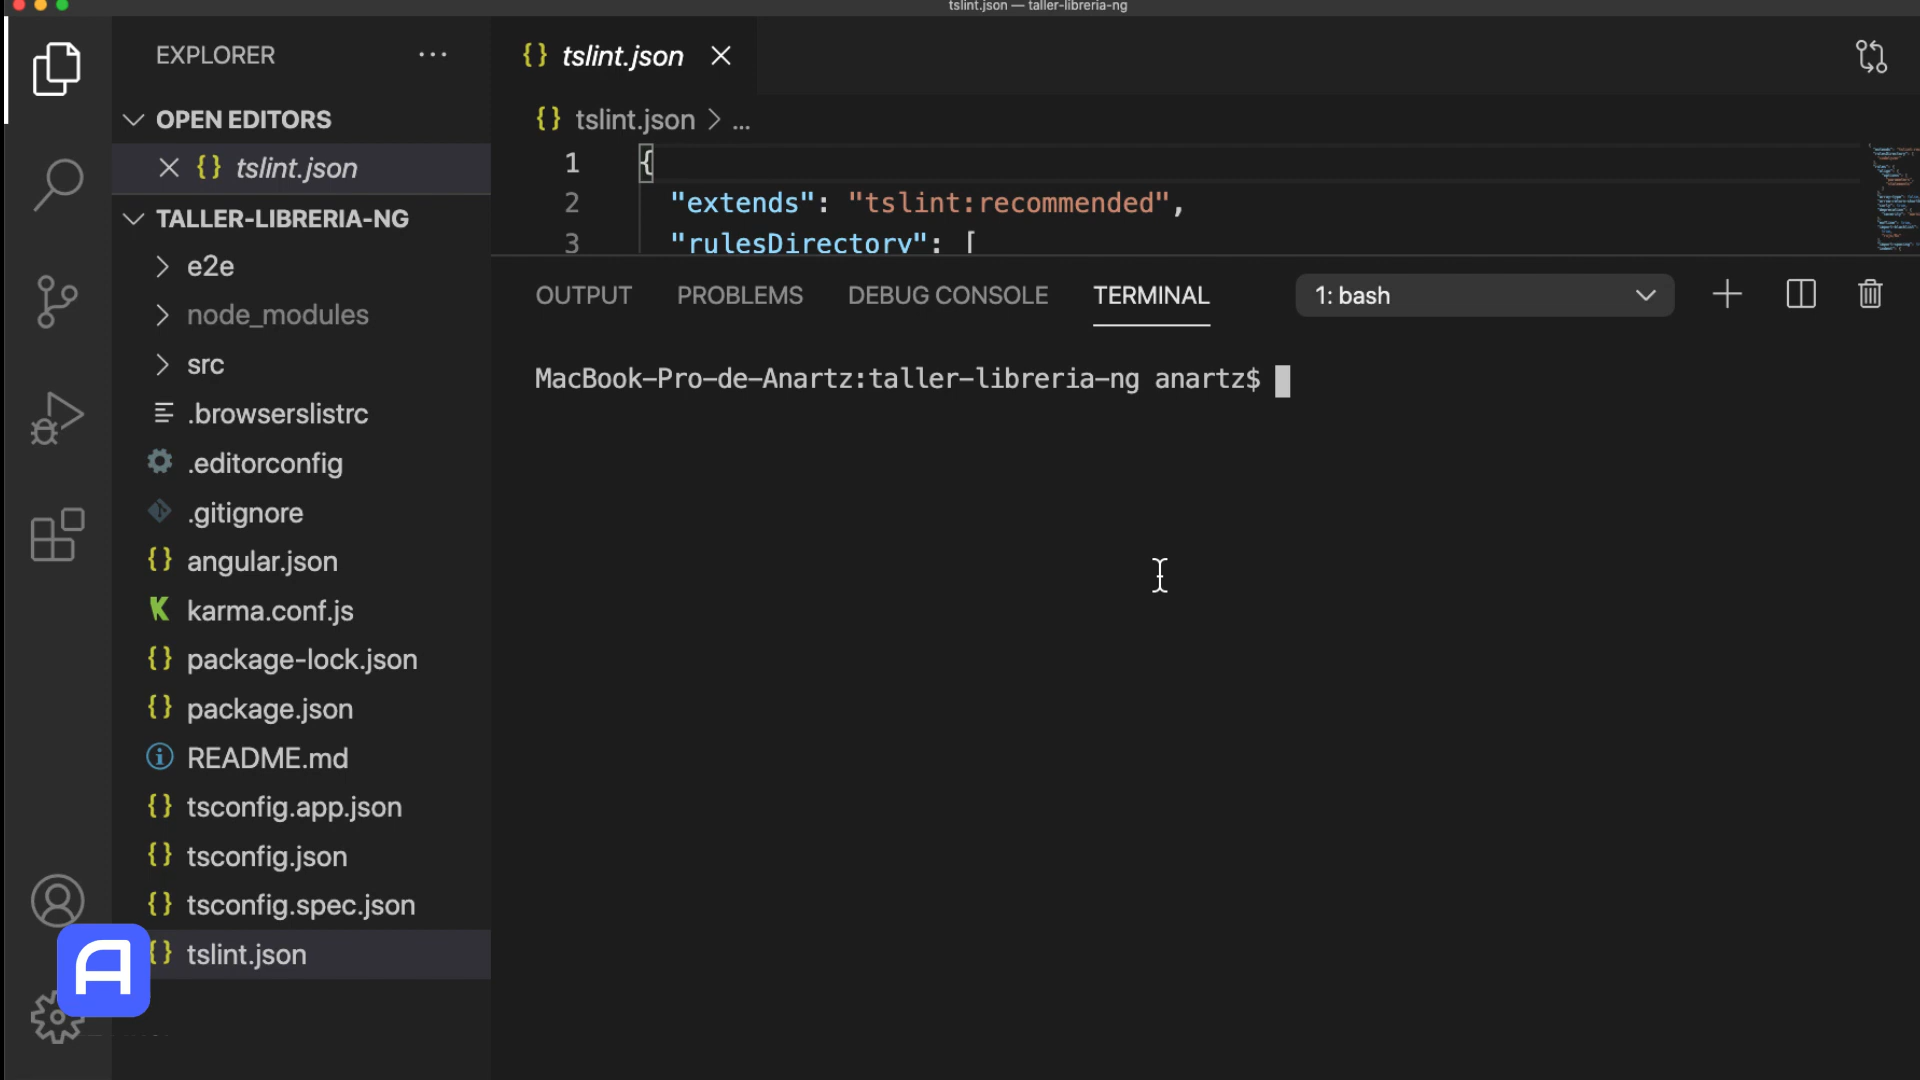 tslint.json — taller-libreria-ng
EXPLORER
OPEN EDITORS
tslint.json
TALLER-LIBRERIA-NG
e2e
node_modules
src
.browserslistrc
.editorconfig
.gitignore
angular.json
karma.conf.js
package-lock.json
package.json
README.md
tsconfig.app.json
tsconfig.json
tsconfig.spec.json
tslint.json
tslint.json
tslint.json > ...
1 {
2 "extends": "tslint:recommended",
3 "rulesDirectory": [
OUTPUT PROBLEMS DEBUG CONSOLE TERMINAL 1: bash
MacBook-Pro-de-Anartz:taller-libreria-ng anartz$